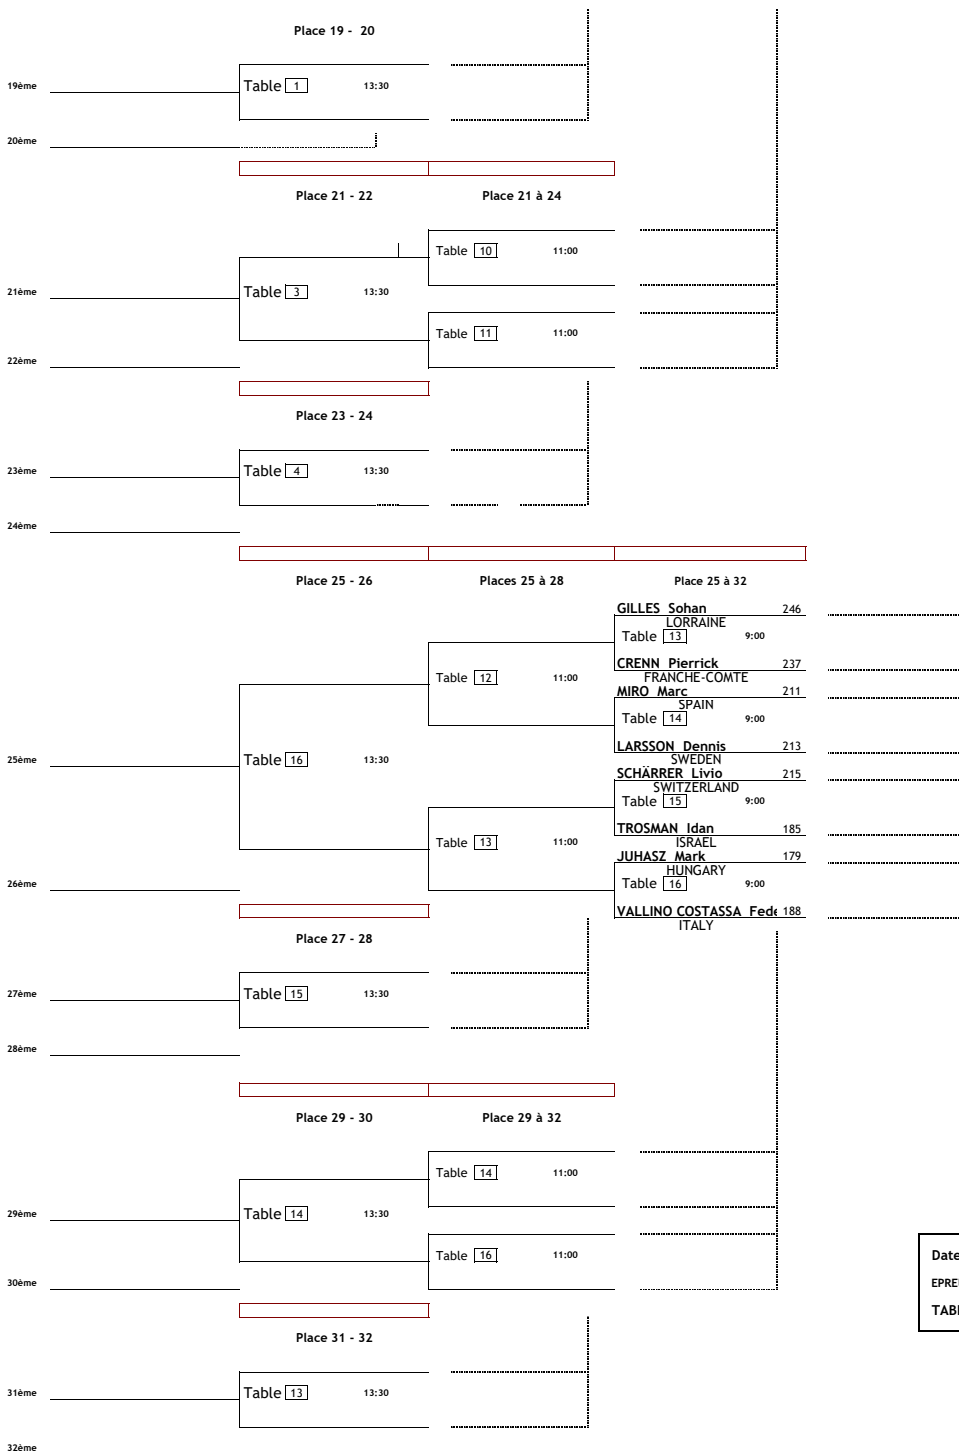 Place 19 - 20
19ème Table 1 13:30
20ème
Place 21 - 22 Place 21 à 24
Table 10 11:00
21ème Table 3 13:30
Table 11 11:00
22ème
Place 23 - 24
23ème Table 4 13:30
24ème
Place 25 - 26 Places 25 à 28 Place 25 à 32
GILLES Sohan 246
LORRAINE
Table 13 9:00
CRENN Pierrick 237
FRANCHE-COMTE
Table 12 11:00
MIRO Marc 211
SPAIN
Table 14 9:00
LARSSON Dennis 213
SWEDEN
25ème Table 16 13:30
SCHÄRRER Livio 215
SWITZERLAND
Table 15 9:00
TROSMAN Idan 185
ISRAEL
Table 13 11:00
JUHASZ Mark 179
HUNGARY
Table 16 9:00
26ème
VALLINO COSTASSA Fede 188
ITALY
Place 27 - 28
27ème Table 15 13:30
28ème
Place 29 - 30 Place 29 à 32
Table 14 11:00
29ème Table 14 13:30
Table 16 11:00
Date
30ème
EPRE
TAB
Place 31 - 32
31ème Table 13 13:30
32ème